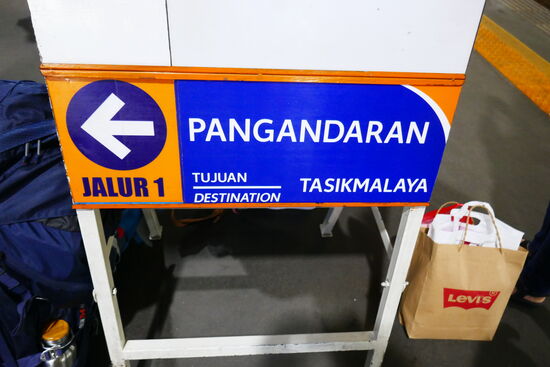 JALUR 1
PANGANDARAN
TUJUAN
DESTINATION
TASIKMALAYA
LEVI'S